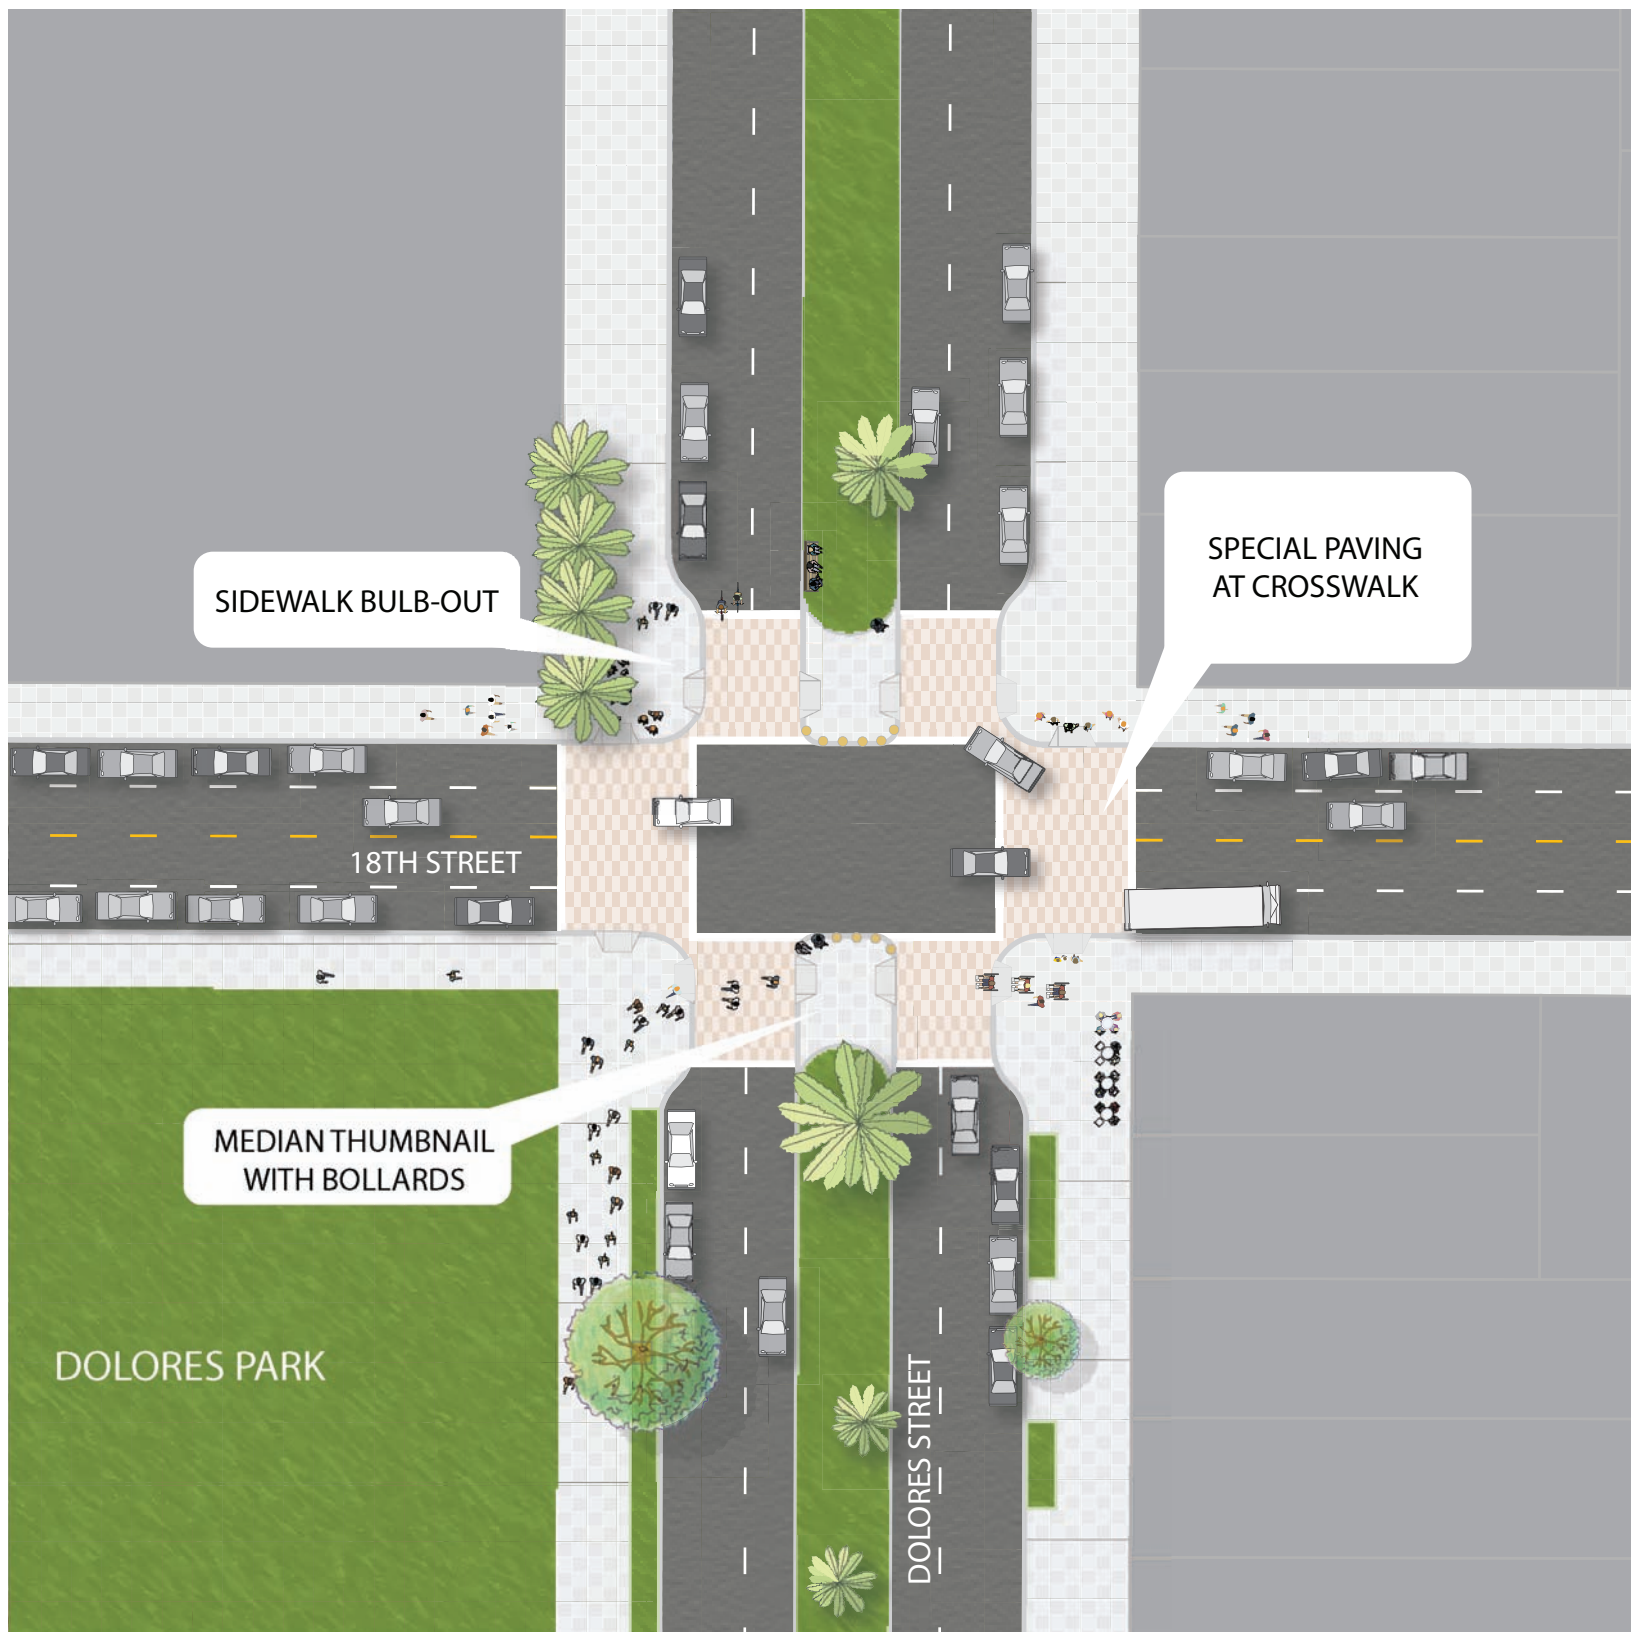 SPECIAL PAVING
AT CROSSWALK
SIDEWALK BULB-OUT
18TH STREET
MEDIAN THUMBNAIL
WITH BOLLARDS
DOLORES PARK
DOLORES STREET